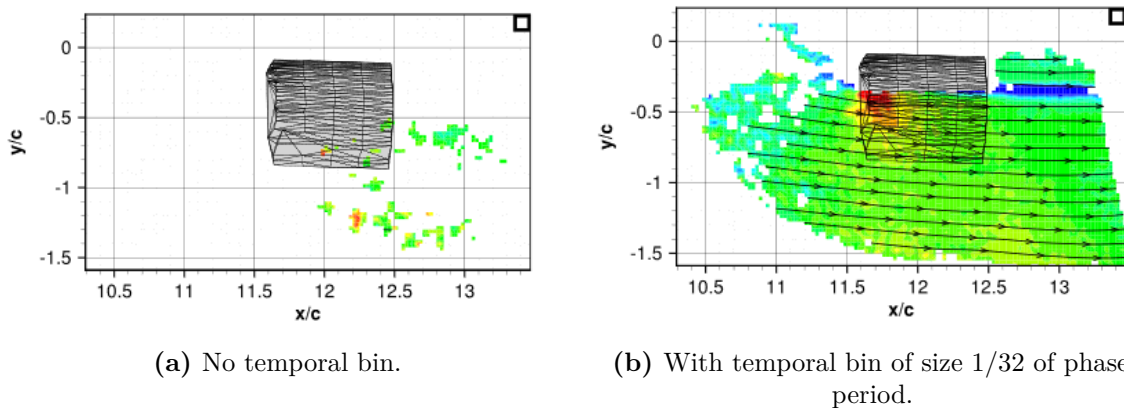 0
-0.5
-1
-1.5
y/c
10.5 11 11.5 12 12.5 13
x/c
(a) No temporal bin.
0
-0.5
-1
-1.5
y/c
10.5 11 11.5 12 12.5 13
x/c
(b) With temporal bin of size 1/32 of phase
period.